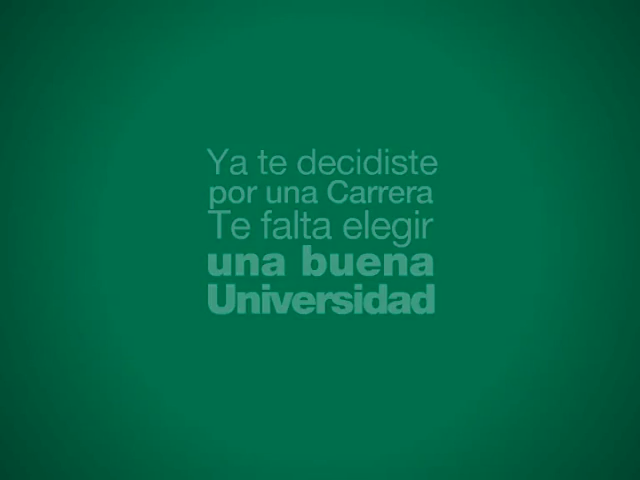 Ya te decidiste
por una Carrera
Te falta elegir
una buena
Universidad